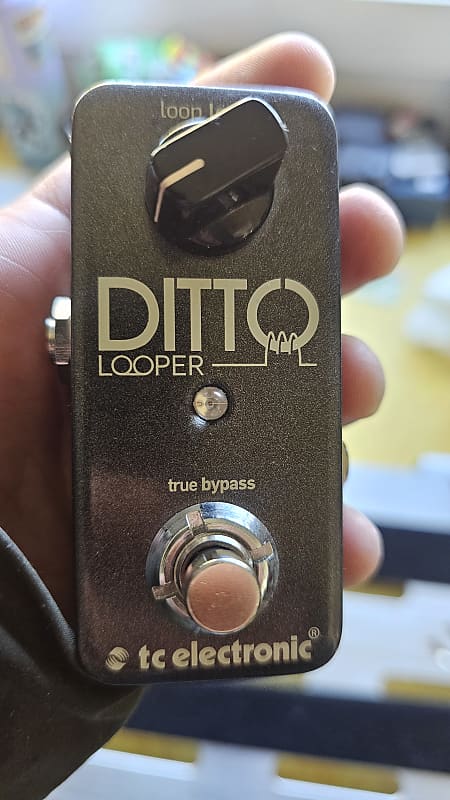 loop
DITTO
LOOPER
true bypass
tc electronic®